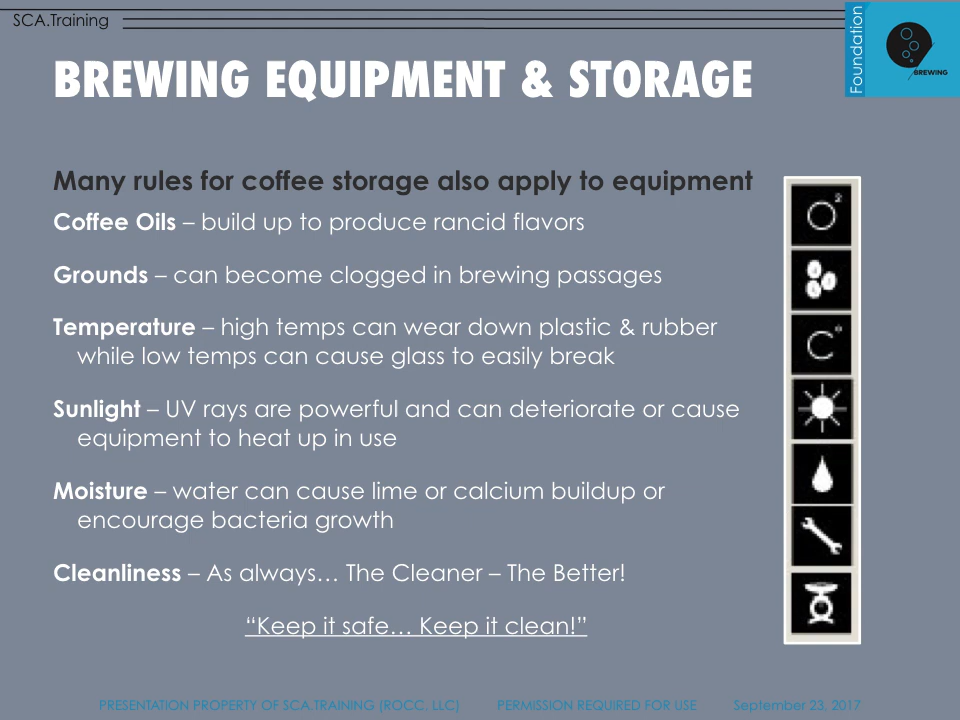 SCA.Training
Foundation
BREWING
BREWING EQUIPMENT & STORAGE
Many rules for coffee storage also apply to equipment
Coffee Oils – build up to produce rancid flavors
Grounds – can become clogged in brewing passages
Temperature – high temps can wear down plastic & rubber
while low temps can cause glass to easily break
Sunlight – UV rays are powerful and can deteriorate or cause
equipment to heat up in use
Moisture – water can cause lime or calcium buildup or
encourage bacteria growth
Cleanliness – As always… The Cleaner – The Better!
“Keep it safe… Keep it clean!”
O²
C°
PRESENTATION PROPERTY OF SCA.TRAINING (ROCC, LLC) PERMISSION REQUIRED FOR USE September 23, 2017